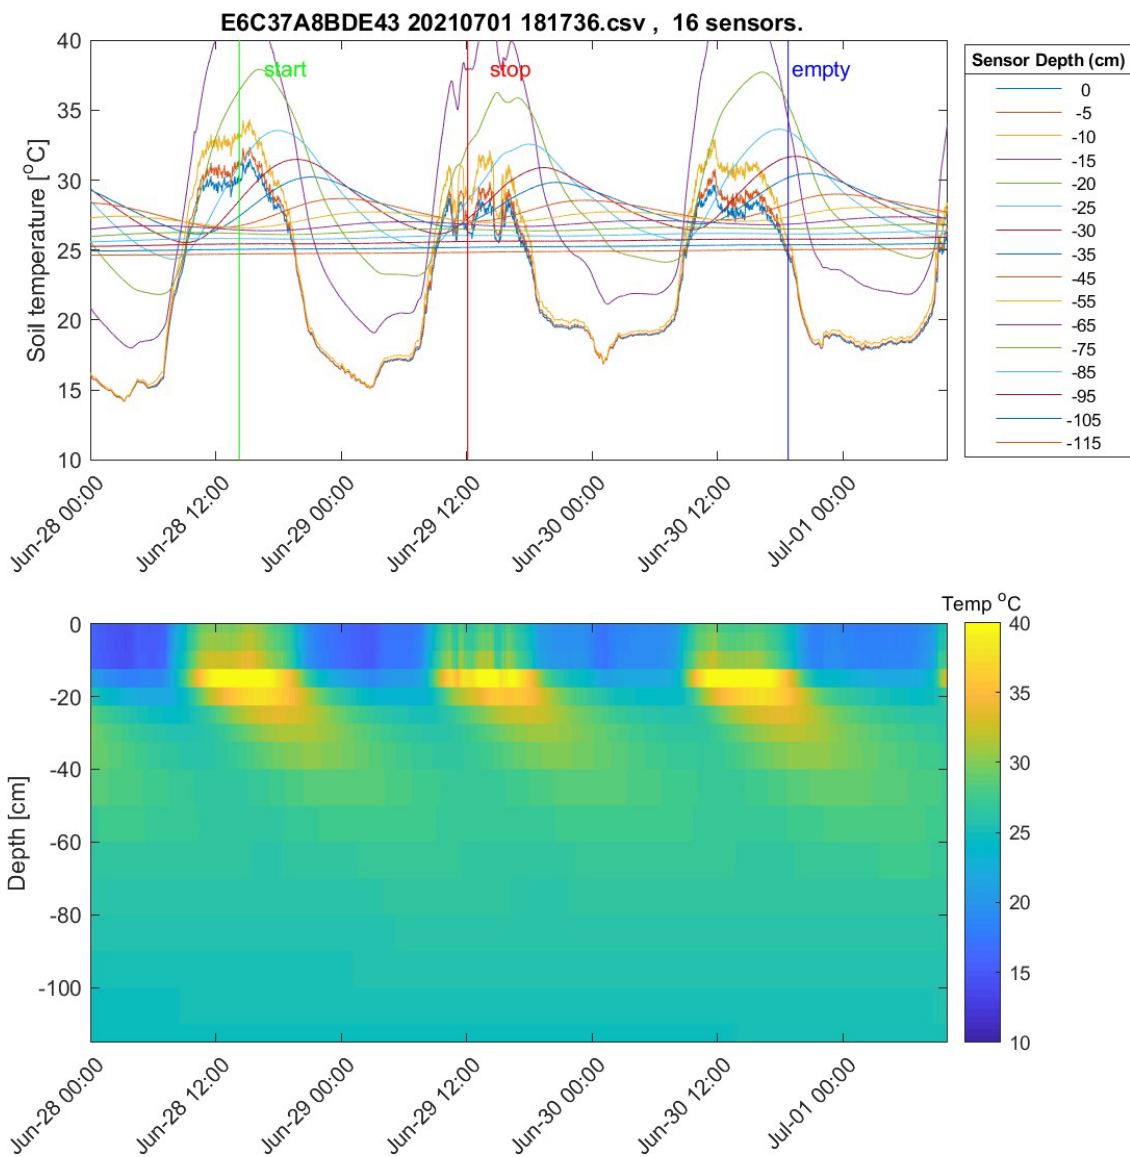 E6C37A8BDE43 20210701 181736.csv ,  16 sensors.
40
35
30
25
20
15
10
Soil temperature [°C]
start
stop
empty
Jun-28 00:00
Jun-28 12:00
Jun-29 00:00
Jun-29 12:00
Jun-30 00:00
Jun-30 12:00
Jul-01 00:00
Sensor Depth (cm)
0
-5
-10
-15
-20
-25
-30
-35
-45
-55
-65
-75
-85
-95
-105
-115
0
-20
-40
-60
-80
-100
Depth [cm]
Jun-28 00:00
Jun-28 12:00
Jun-29 00:00
Jun-29 12:00
Jun-30 00:00
Jun-30 12:00
Jul-01 00:00
Temp °C
40
35
30
25
20
15
10